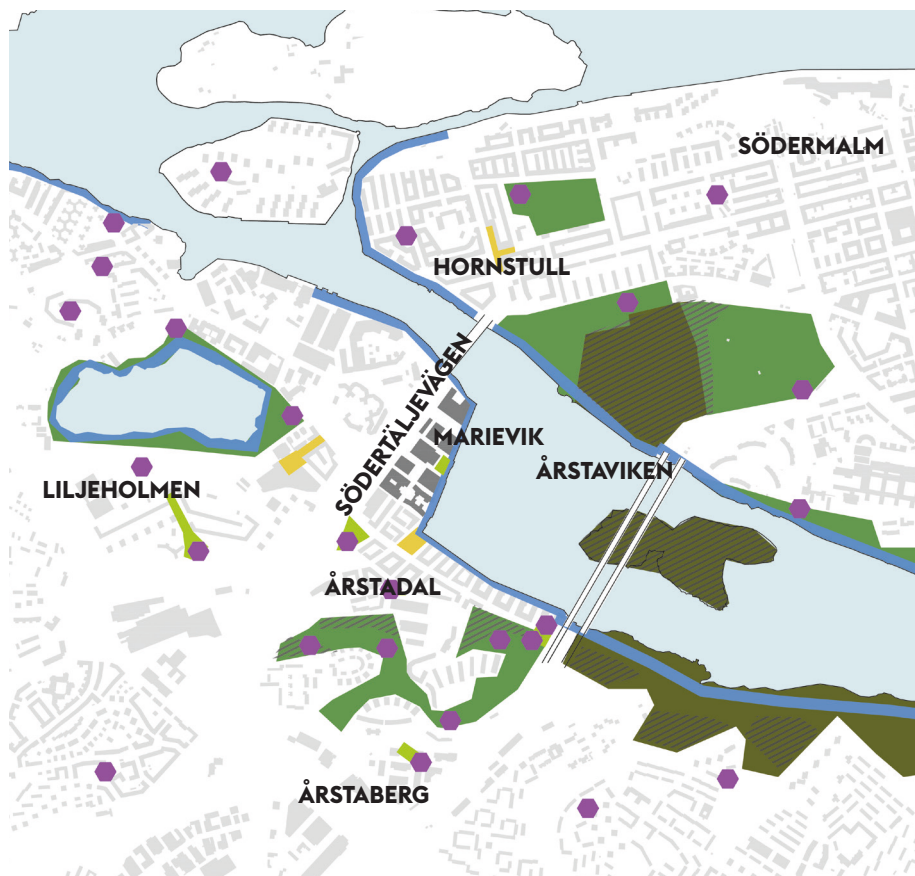 SÖDERMALM
HORNSTULL
SÖDERTÄLJEVÄGEN
MARIEVIK
ÅRSTAVIKEN
LILJEHOLMEN
ÅRSTADAL
ÅRSTABERG